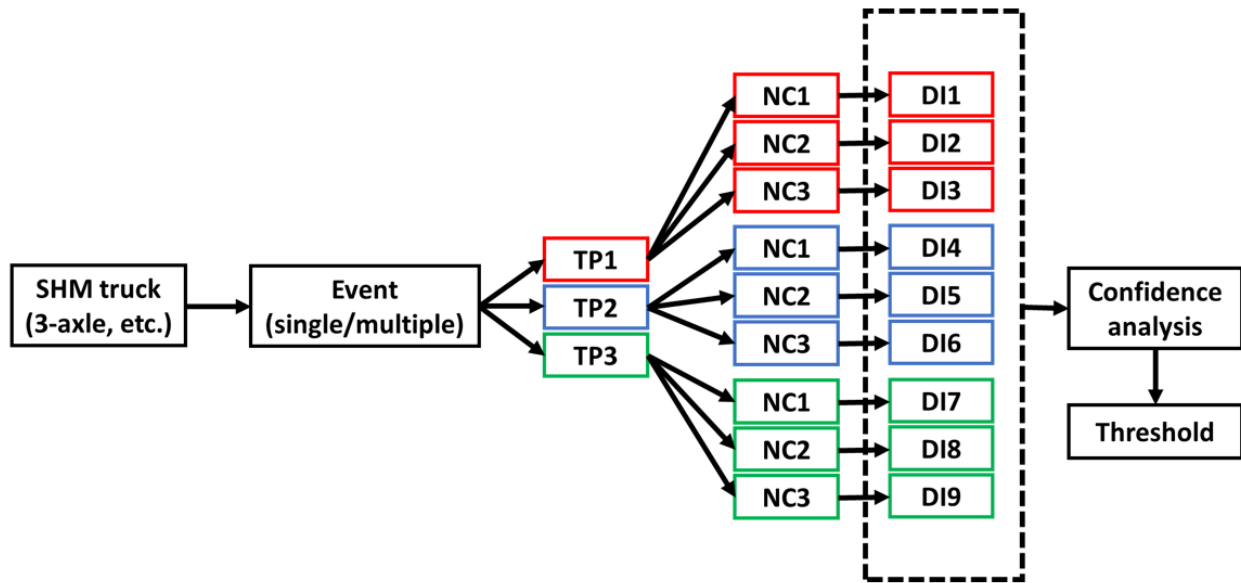 SHM truck
(3-axle, etc.)
Event
(single/multiple)
TP1
TP2
TP3
NC1
DI1
NC2
DI2
NC3
DI3
NC1
DI4
NC2
DI5
NC3
DI6
NC1
DI7
NC2
DI8
NC3
DI9
Confidence
analysis
Threshold